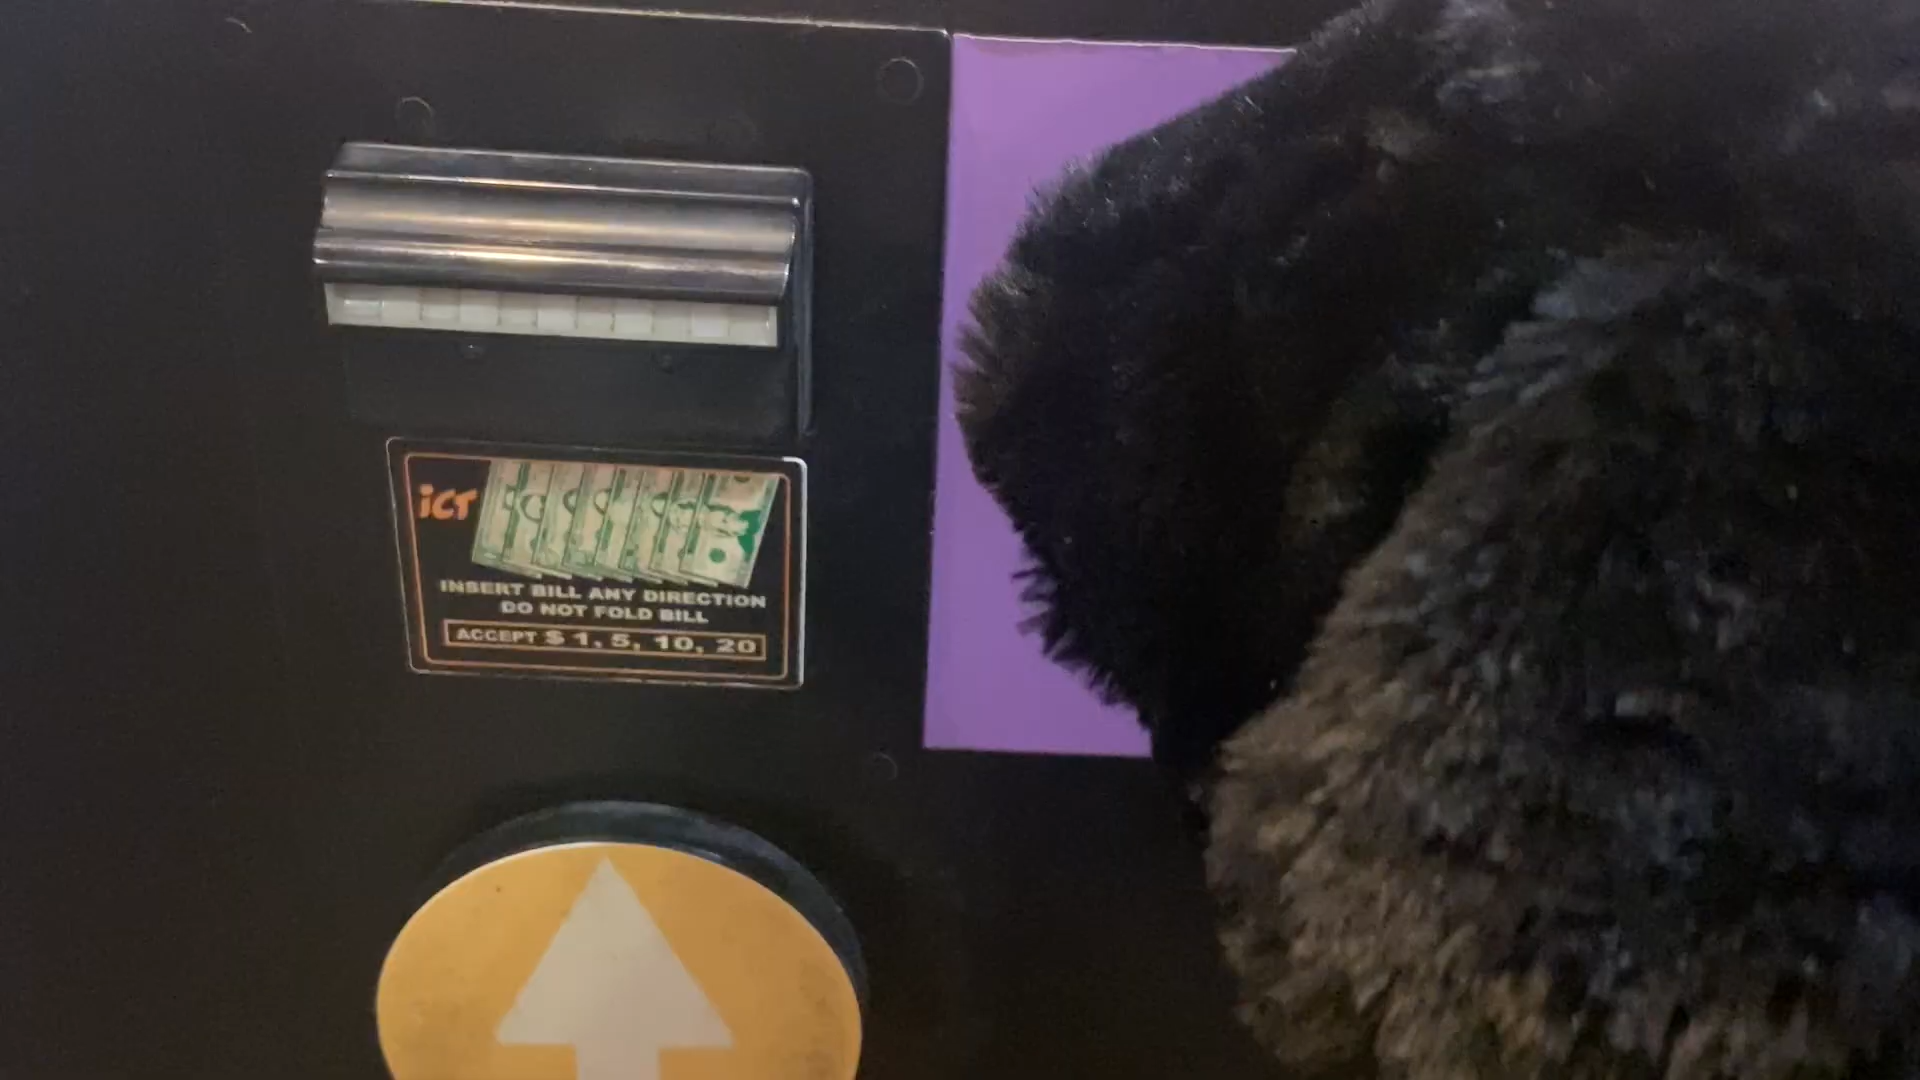 iCT
INSERT BILL ANY DIRECTION
DO NOT FOLD BILL
ACCEPT $ 1, 5, 10, 20